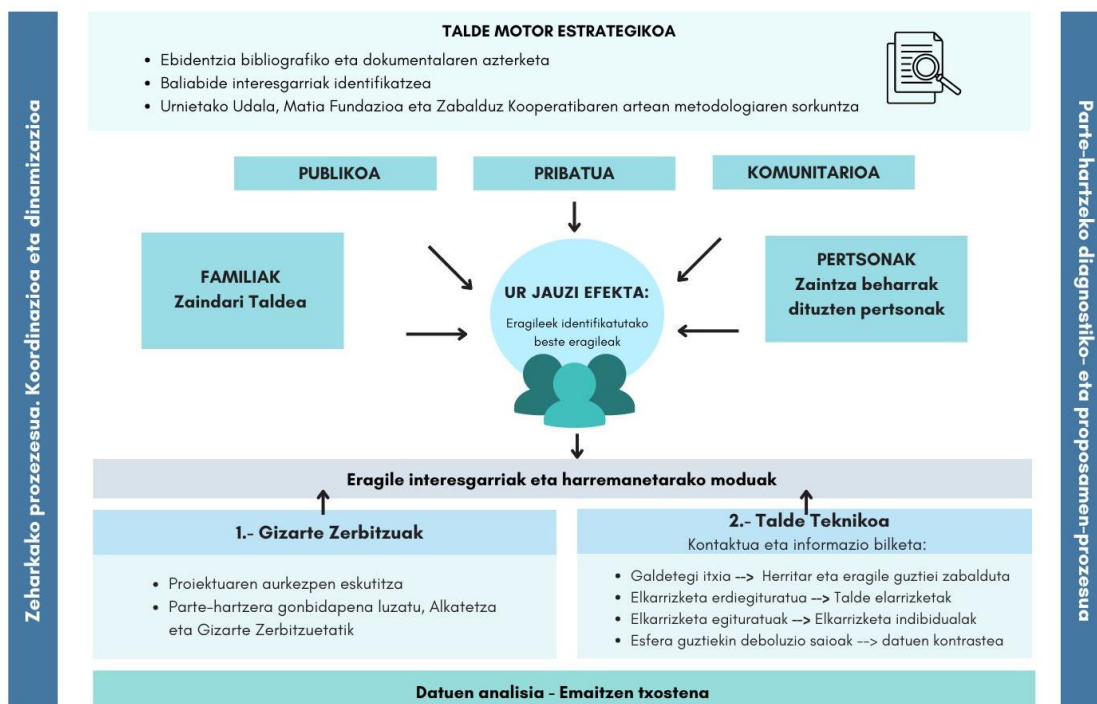 Zeharkako prozezesua. Koordinazioa eta dinamizazioa
TALDE MOTOR ESTRATEGIKOA
• Ebidentzia bibliografiko eta dokumentalaren azterketa
• Baliabide interesgarriak identifikatzea
• Urnietako Udala, Matia Fundazioa eta Zabalduz Kooperatibaren artean metodologiaren sorkuntza
PUBLIKOA
PRIBATUA
KOMUNITARIOA
FAMILIAK
Zaindari Taldea
UR JAUZI EFEKTA:
Eragileek identifikatutako
beste eragileak
PERTSONAK
Zaintza beharrak
dituzten pertsonak
Eragile interesgarriak eta harremanetarako moduak
1.- Gizarte Zerbitzuak
• Proiektuaren aurkezpen eskutitza
• Parte-hartzera gonbidapena luzatu, Alkatetza
eta Gizarte Zerbitzuetatik
2.- Talde Teknikoa
Kontaktua eta informazio bilketa:
• Galdetegi itxia --> Herritar eta eragile guztiei zabalduta
• Elkarrizketa erdiegituratua --> Talde elarrizketak
• Elkarrizketa egituratuak --> Elkarrizketa indibidualak
• Esfera guztiekin deboluzio saioak --> datuen kontrastea
Datuen analisia - Emaitzen txostena
Parte-hartzeko diagnostiko- eta proposamen-prozesua